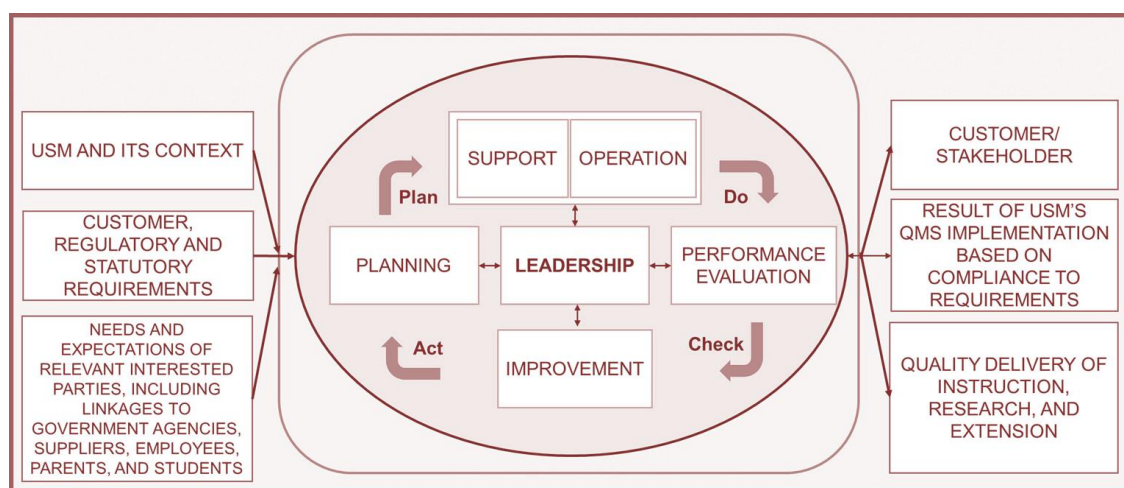 USM AND ITS CONTEXT
CUSTOMER,
REGULATORY AND
STATUTORY
REQUIREMENTS
NEEDS AND
EXPECTATIONS OF
RELEVANT INTERESTED
PARTIES, INCLUDING
LINKAGES TO
GOVERNMENT AGENCIES,
SUPPLIERS, EMPLOYEES,
PARENTS, AND STUDENTS
SUPPORT
OPERATION
Plan
Do
PLANNING
LEADERSHIP
PERFORMANCE
EVALUATION
Act
Check
IMPROVEMENT
CUSTOMER/
STAKEHOLDER
RESULT OF USM'S
QMS IMPLEMENTATION
BASED ON
COMPLIANCE TO
REQUIREMENTS
QUALITY DELIVERY OF
INSTRUCTION,
RESEARCH, AND
EXTENSION